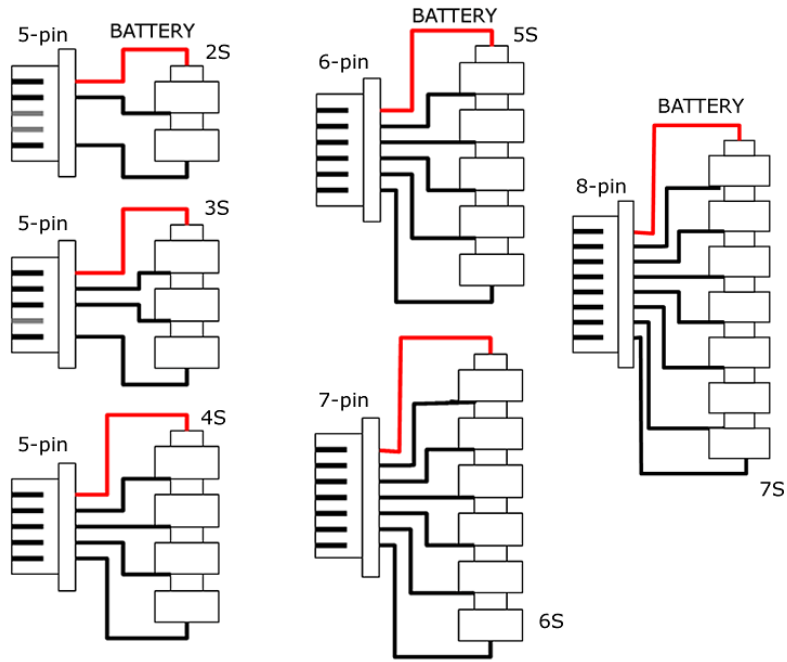 BATTERY
5-pin
2S
5-pin
3S
5-pin
4S
BATTERY
6-pin
5S
7-pin
6S
BATTERY
8-pin
7S